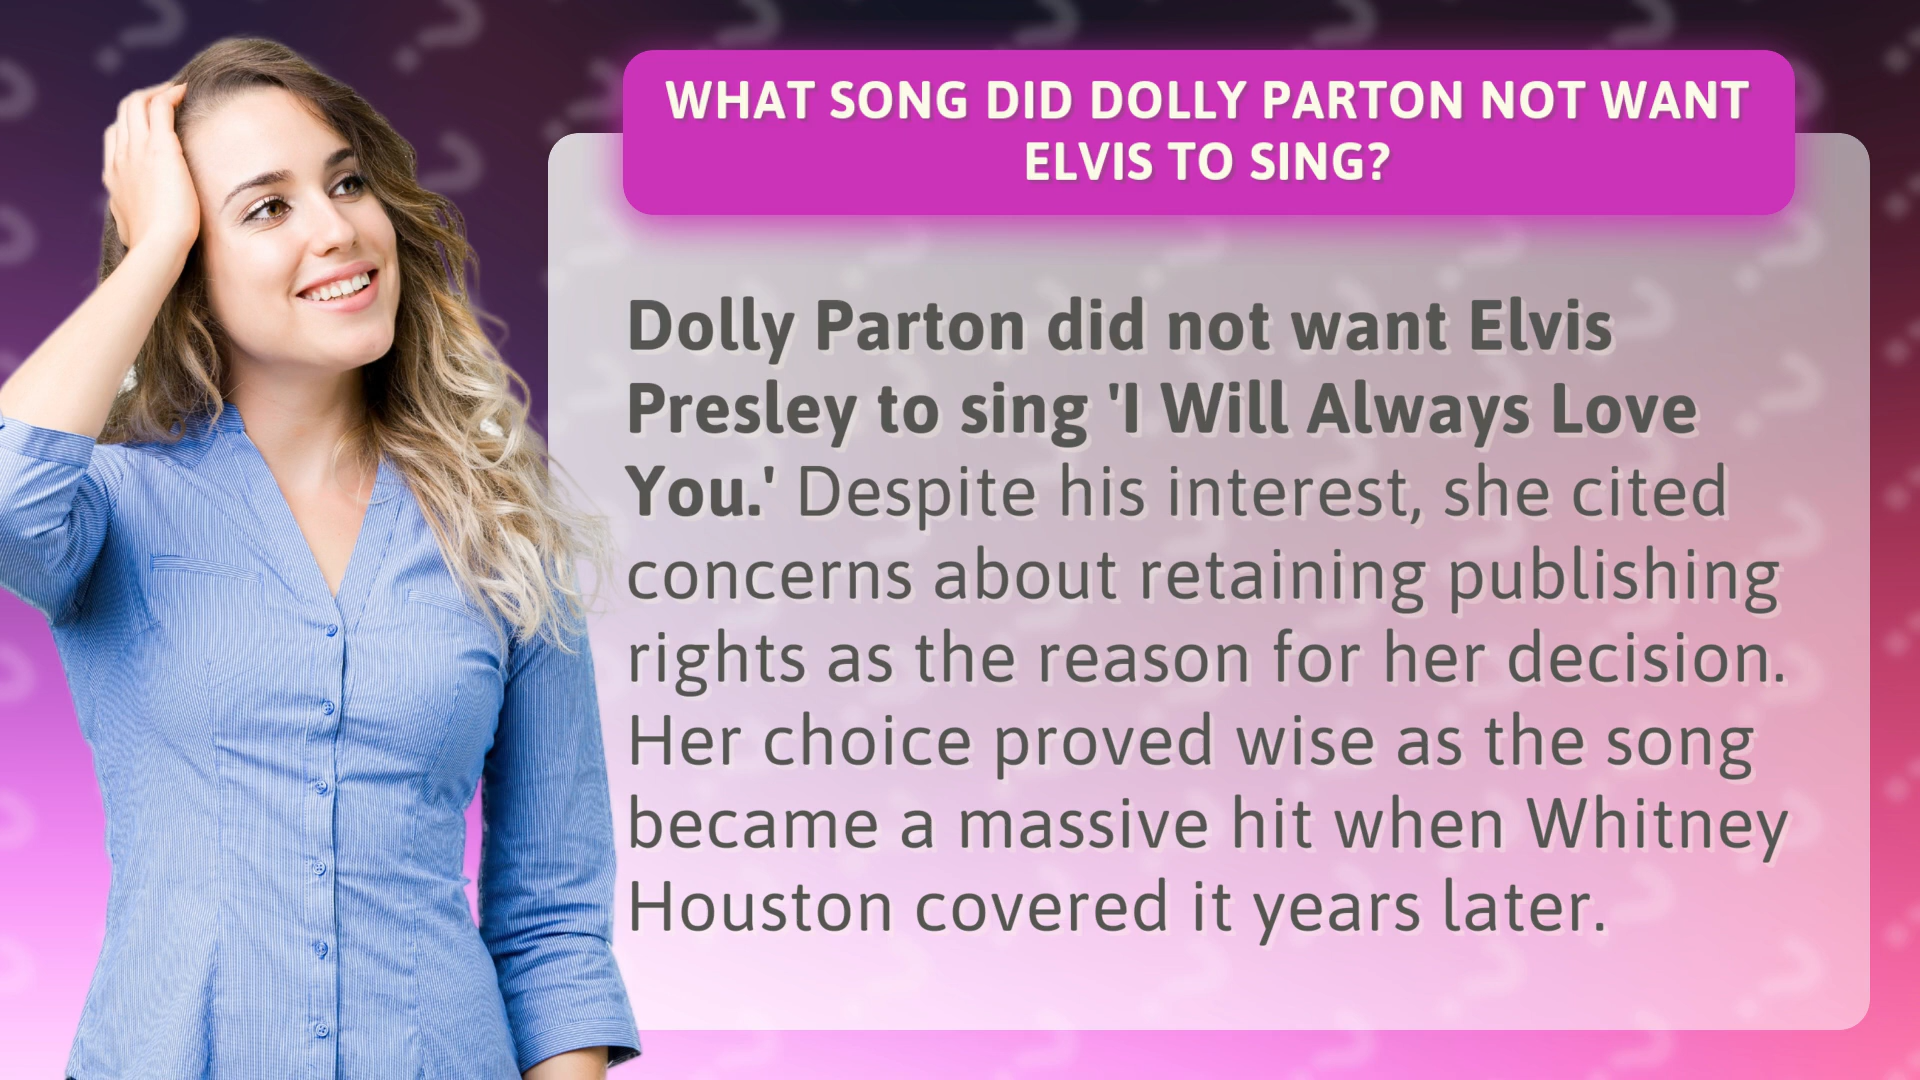 WHAT SONG DID DOLLY PARTON NOT WANT
ELVIS TO SING?
Dolly Parton did not want Elvis
Presley to sing 'I Will Always Love
You.' Despite his interest, she cited
concerns about retaining publishing
rights as the reason for her decision.
Her choice proved wise as the song
became a massive hit when Whitney
Houston covered it years later.